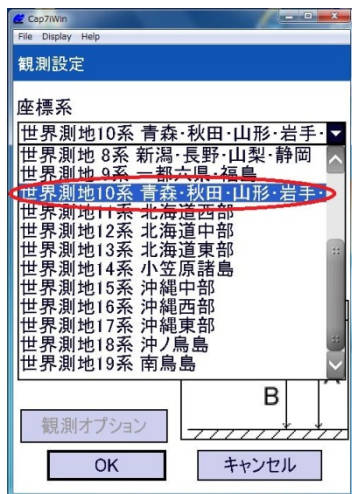 Cap7iWin
File Display Help
観測設定
座標系
世界測地10系 青森・秋田・山形・岩手・
世界測地 8系 新潟・長野・山梨・静岡
世界測地 9系 一都六県・福島
世界測地10系 青森・秋田・山形・岩手・
世界測地11系 北海道西部
世界測地12系 北海道中部
世界測地13系 北海道東部
世界測地14系 小笠原諸島
世界測地15系 沖縄中部
世界測地16系 沖縄西部
世界測地17系 沖縄東部
世界測地18系 沖ノ鳥島
世界測地19系 南鳥島
B
観測オプション
OK キャンセル